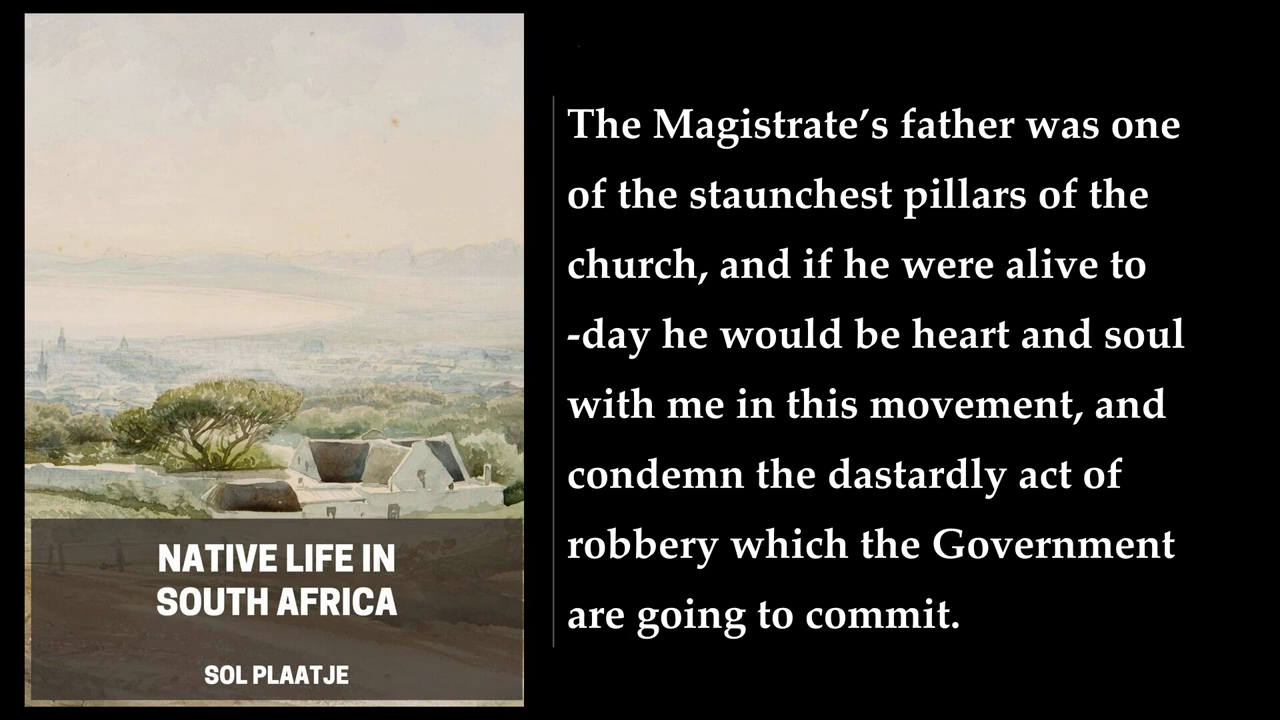 NATIVE LIFE IN
SOUTH AFRICA
SOL PLAATJE
The Magistrate’s father was one
of the staunchest pillars of the
church, and if he were alive to
-day he would be heart and soul
with me in this movement, and
condemn the dastardly act of
robbery which the Government
are going to commit.